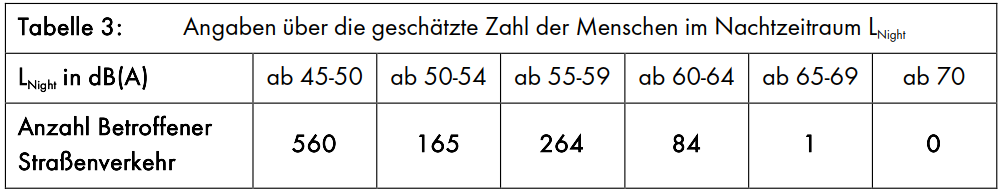 Tabelle 3: Angaben über die geschätzte Zahl der Menschen im Nachtzeitraum LNight
LNight in dB(A) ab 45-50 ab 50-54 ab 55-59 ab 60-64 ab 65-69 ab 70
Anzahl Betroffener
Straßenverkehr 560 165 264 84 1 0